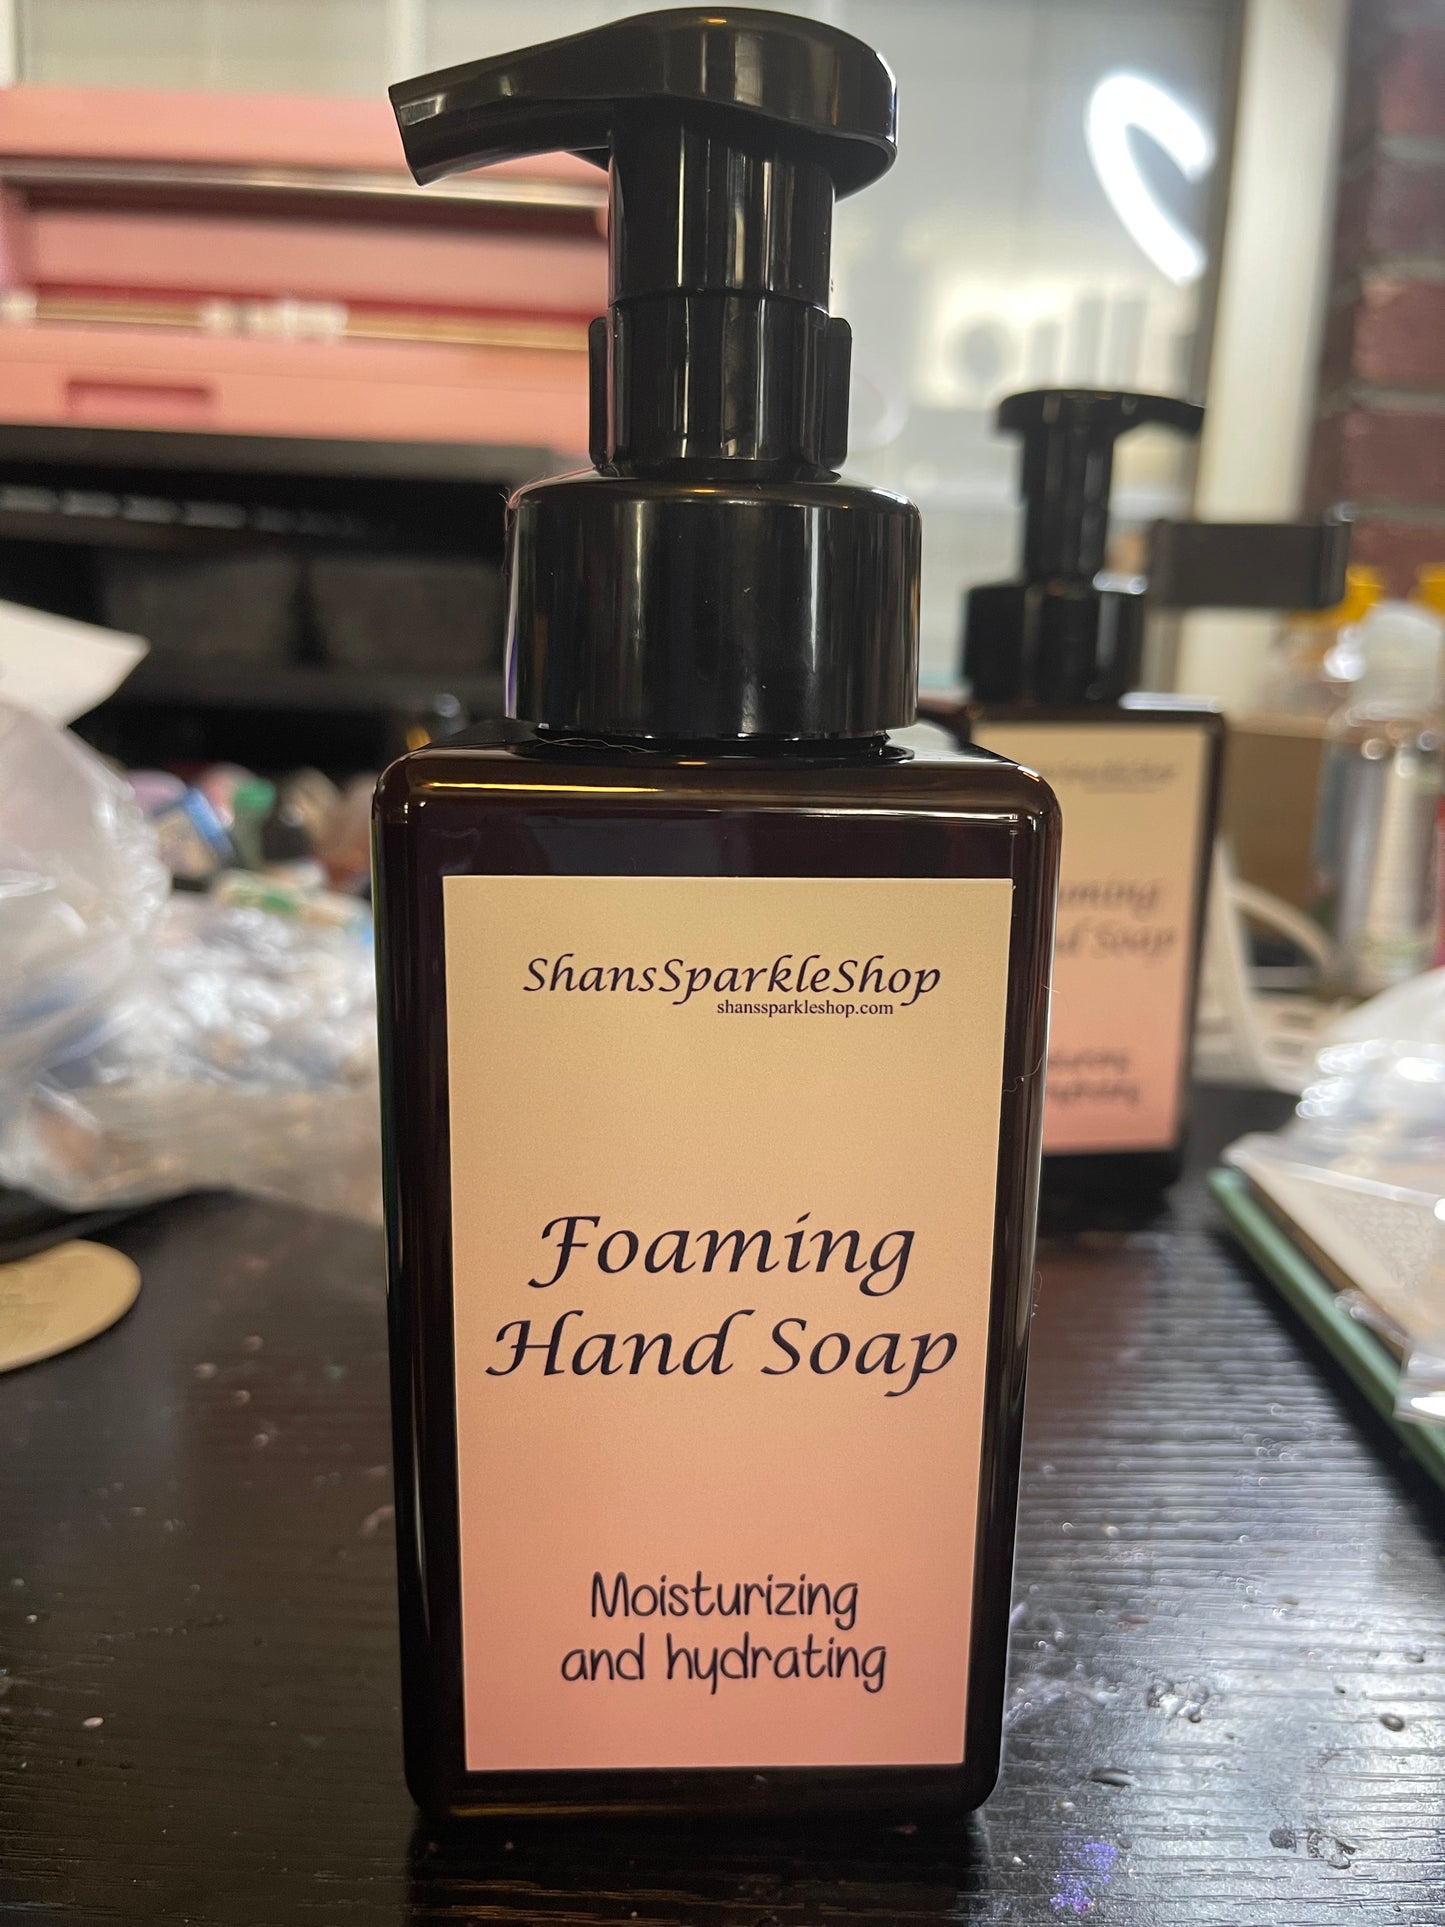 ShansSparkleShop
shanssparkleshop.com
Foaming
Hand Soap
Moisturizing
and hydrating